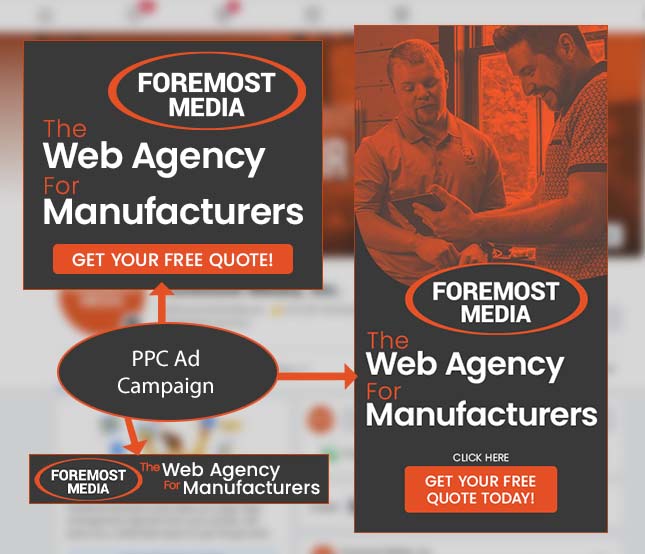 FOREMOST
MEDIA
The
Web Agency
For
Manufacturers
GET YOUR FREE QUOTE!
PPC Ad
Campaign
FOREMOST
MEDIA
The Web Agency
For Manufacturers
FOREMOST
MEDIA
The
Web Agency
For
Manufacturers
CLICK HERE
GET YOUR FREE
QUOTE TODAY!